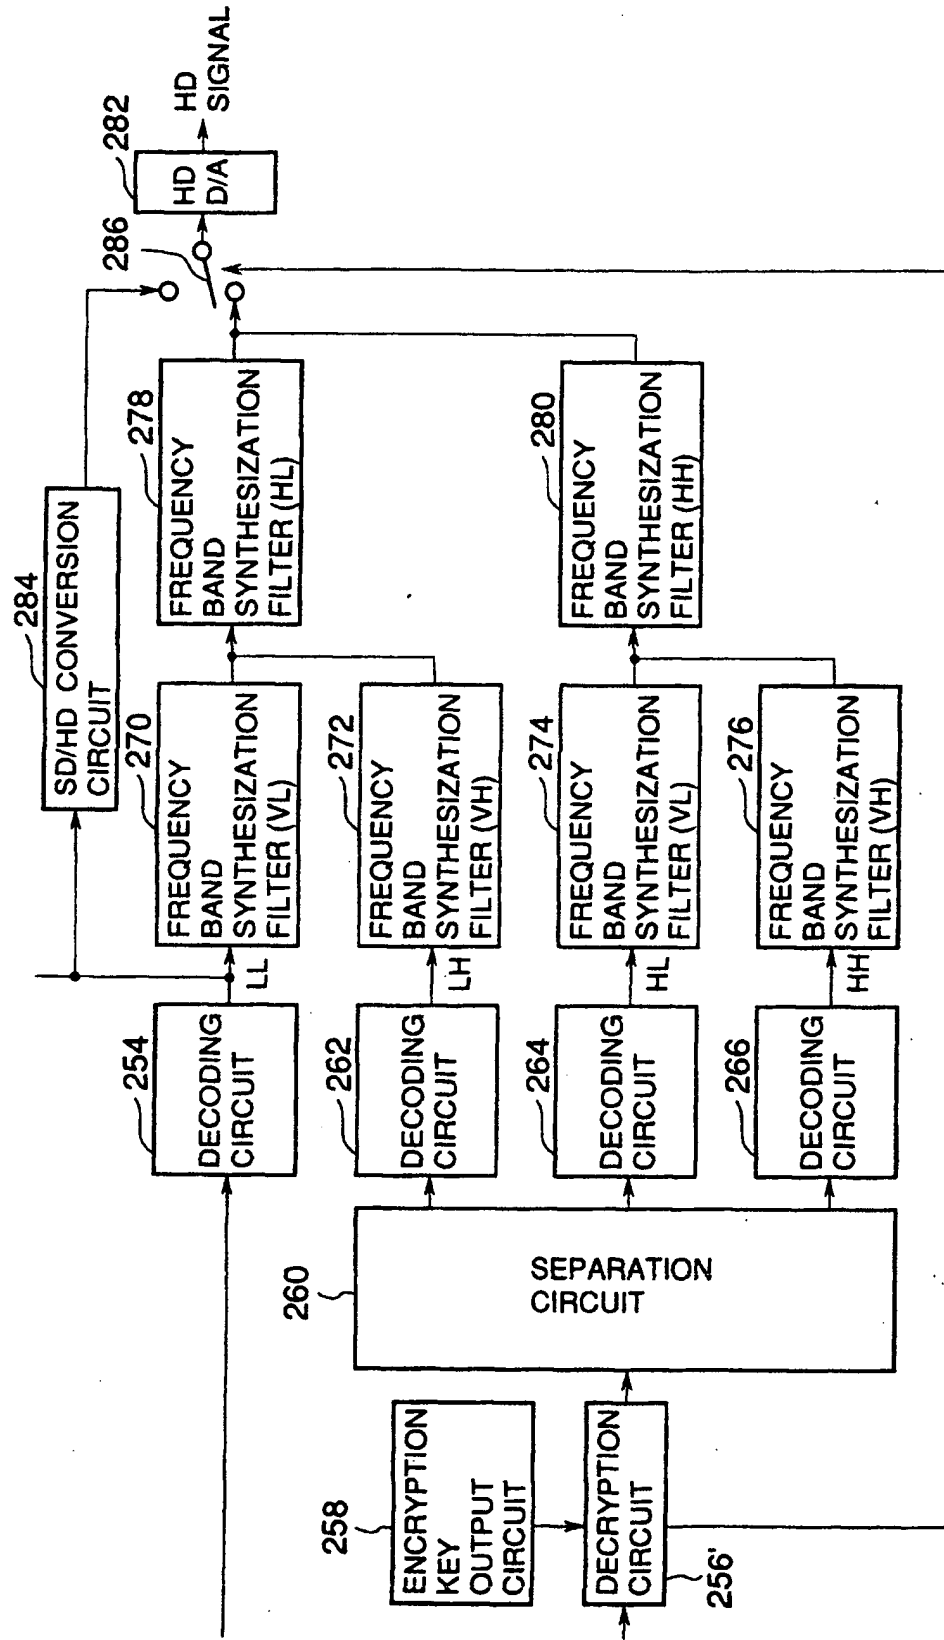 284
SD/HD CONVERSION
CIRCUIT
286
282
HD
D/A
HD
SIGNAL
254
DECODING
CIRCUIT
LL
270
FREQUENCY
BAND
SYNTHESIZATION
FILTER (VL)
278
FREQUENCY
BAND
SYNTHESIZATION
FILTER (HL)
262
DECODING
CIRCUIT
LH
272
FREQUENCY
BAND
SYNTHESIZATION
FILTER (VH)
260
SEPARATION
CIRCUIT
264
DECODING
CIRCUIT
HL
274
FREQUENCY
BAND
SYNTHESIZATION
FILTER (VL)
280
FREQUENCY
BAND
SYNTHESIZATION
FILTER (HH)
258
ENCRYPTION
KEY
OUTPUT
CIRCUIT
DECRYPTION
CIRCUIT
256'
266
DECODING
CIRCUIT
HH
276
FREQUENCY
BAND
SYNTHESIZATION
FILTER (VH)